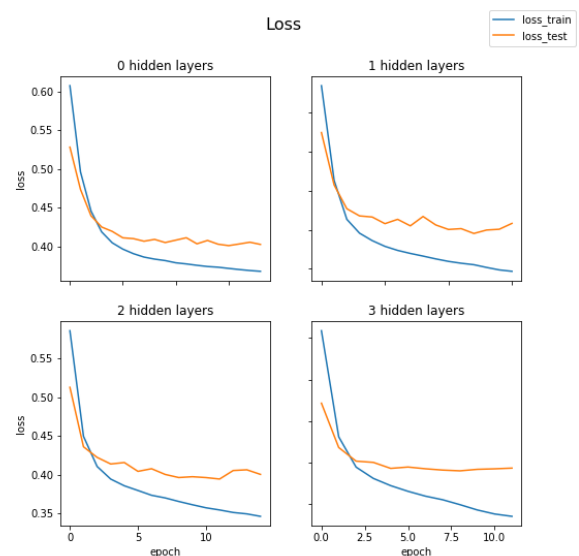 Loss
loss_train
loss_test
0 hidden layers
1 hidden layers
0.60
0.55
0.50
0.45
0.40
loss
2 hidden layers
3 hidden layers
0.55
0.50
0.45
0.40
0.35
loss
0 10
0.0 2.5 5.0 7.5 10.0
epoch
epoch